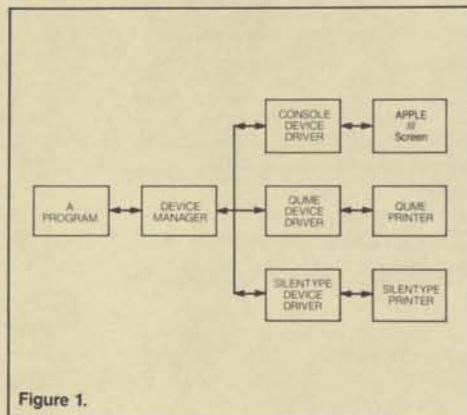 CONSOLE
DEVICE
DRIVER
APPLE
///
Screen
A
PROGRAM
DEVICE
MANAGER
QUME
DEVICE
DRIVER
QUME
PRINTER
SILENTYPE
DEVICE
DRIVER
SILENTYPE
PRINTER
Figure 1.